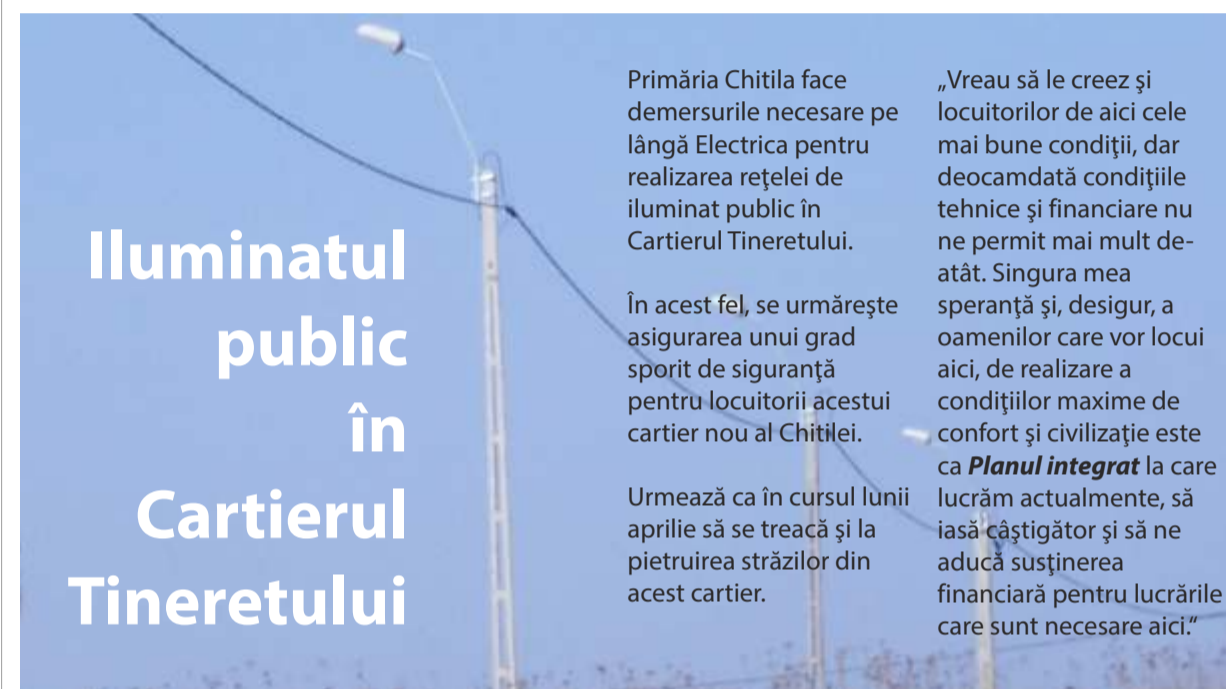 Iluminatul
public
în
Cartierul
Tineretului
Primăria Chitila face
demersurile necesare pe
lângă Electrica pentru
realizarea reţelei de
iluminat public în
Cartierul Tineretului.
În acest fel, se urmăreşte
asigurarea unui grad
sporit de siguranţă
pentru locuitorii acestui
cartier nou al Chitilei.
Urmează ca în cursul lunii
aprilie să se treacă şi la
pietruirea străzilor din
acest cartier.
„Vreau să le creez şi
locuitorilor de aici cele
mai bune condiţii, dar
deocamdată condiţiile
tehnice şi financiare nu
ne permit mai mult de-
atât. Singura mea
speranţă şi, desigur, a
oamenilor care vor locui
aici, de realizare a
condiţiilor maxime de
confort şi civilizaţie este
ca Planul integrat la care
lucrăm actualmente, să
iasă câştigător şi să ne
aducă susţinerea
financiară pentru lucrările
care sunt necesare aici.“